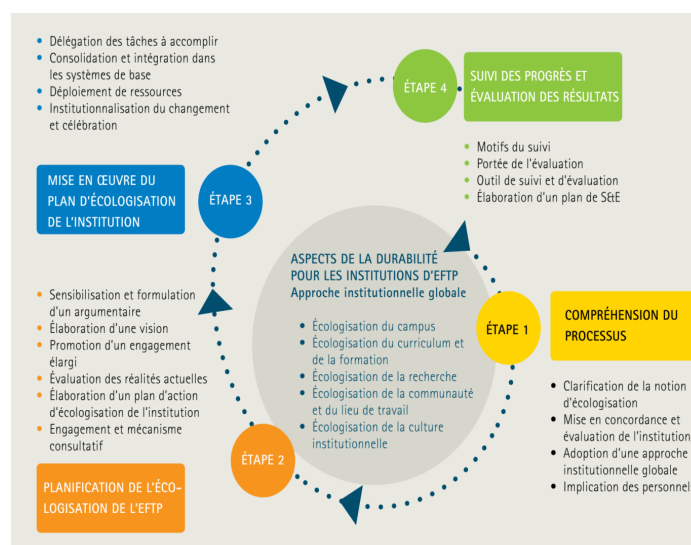 • Délégation des tâches à accomplir
• Consolidation et intégration dans
les systèmes de base
• Déploiement de ressources
• Institutionnalisation du changement
et célébration
MISE EN ŒUVRE DU
PLAN D'ÉCOLOGISATION
DE L'INSTITUTION
ÉTAPE 3
ÉTAPE 4
SUIVI DES PROGRÈS ET
ÉVALUATION DES RÉSULTATS
• Motifs du suivi
• Portée de l'évaluation
• Outil de suivi et d'évaluation
• Élaboration d'un plan de S&E
ASPECTS DE LA DURABILITÉ
POUR LES INSTITUTIONS D'EFTP
Approche institutionnelle globale
• Écologisation du campus
• Écologisation du curriculum et
de la formation
• Écologisation de la recherche
• Écologisation de la communauté
et du lieu de travail
• Écologisation de la culture
institutionnelle
ÉTAPE 1
COMPRÉHENSION DU
PROCESSUS
• Clarification de la notion
d'écologisation
• Mise en concordance et
évaluation de l'institution
• Adoption d'une approche
institutionnelle globale
• Implication des personnel
• Sensibilisation et formulation
d'un argumentaire
• Élaboration d'une vision
• Promotion d'un engagement
élargi
• Évaluation des réalités actuelles
• Élaboration d'un plan d'action
d'écologisation de l'institution
• Engagement et mécanisme
consultatif
ÉTAPE 2
PLANIFICATION DE L'ÉCO-
LOGISATION DE L'EFTP